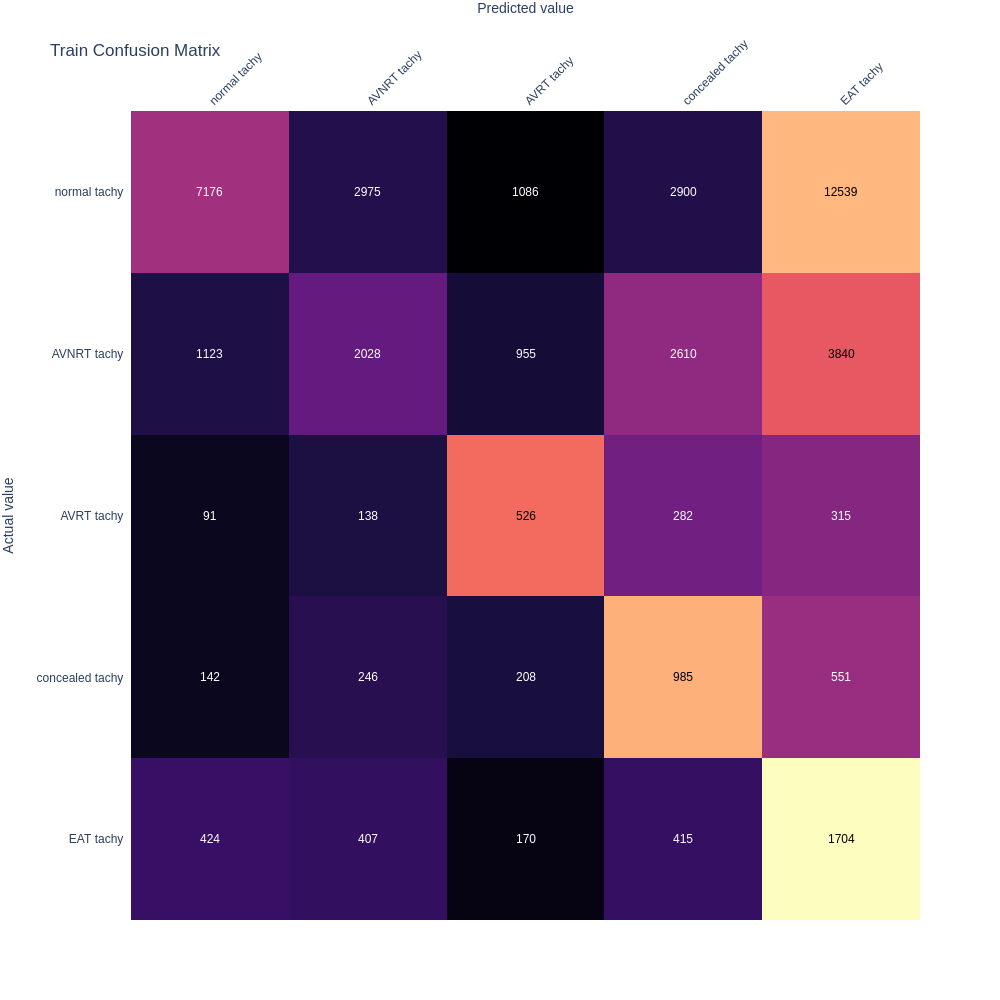 Predicted value
Train Confusion Matrix
normal tachy AVNRT tachy AVRT tachy concealed tachy EAT tachy
normal tachy 7176 2975 1086 2900 12539
AVNRT tachy 1123 2028 955 2610 3840
Actual value
AVRT tachy 91 138 526 282 315
concealed tachy 142 246 208 985 551
EAT tachy 424 407 170 415 1704